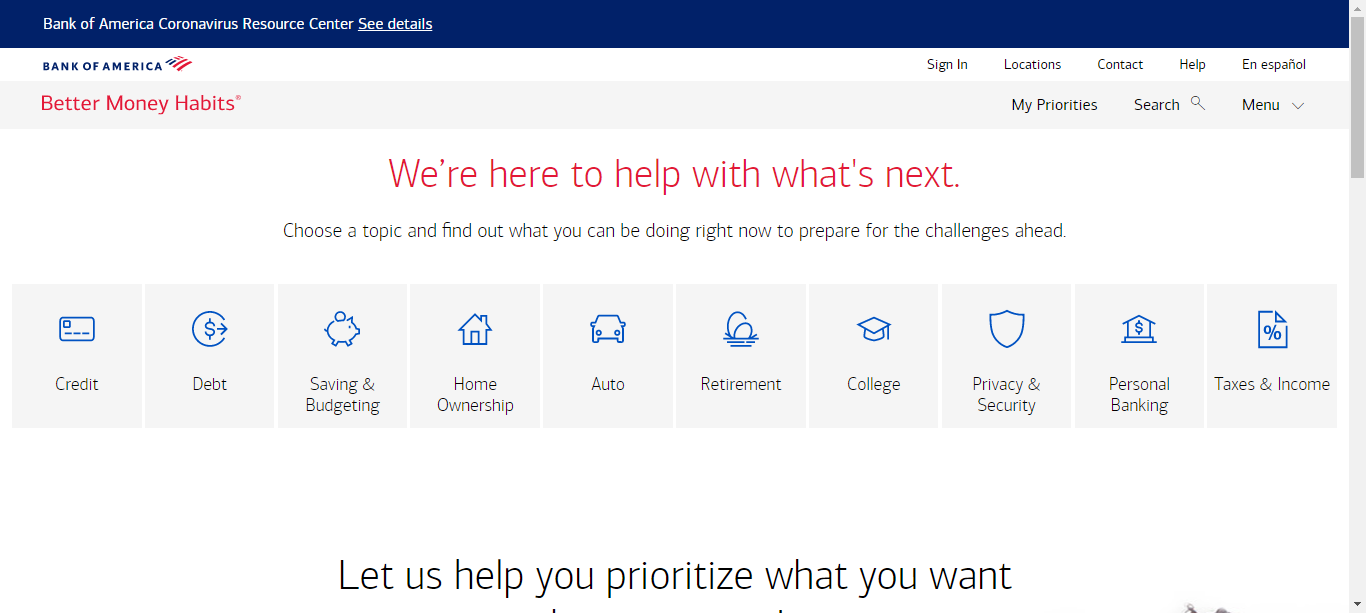 Bank of America Coronavirus Resource Center See details
BANK OF AMERICA
Sign In Locations Contact Help En español
Better Money Habits®
My Priorities Search Menu
We’re here to help with what's next.
Choose a topic and find out what you can be doing right now to prepare for the challenges ahead.
Credit
Debt
Saving &
Budgeting
Home
Ownership
Auto
Retirement
College
Privacy &
Security
Personal
Banking
Taxes & Income
Let us help you prioritize what you want